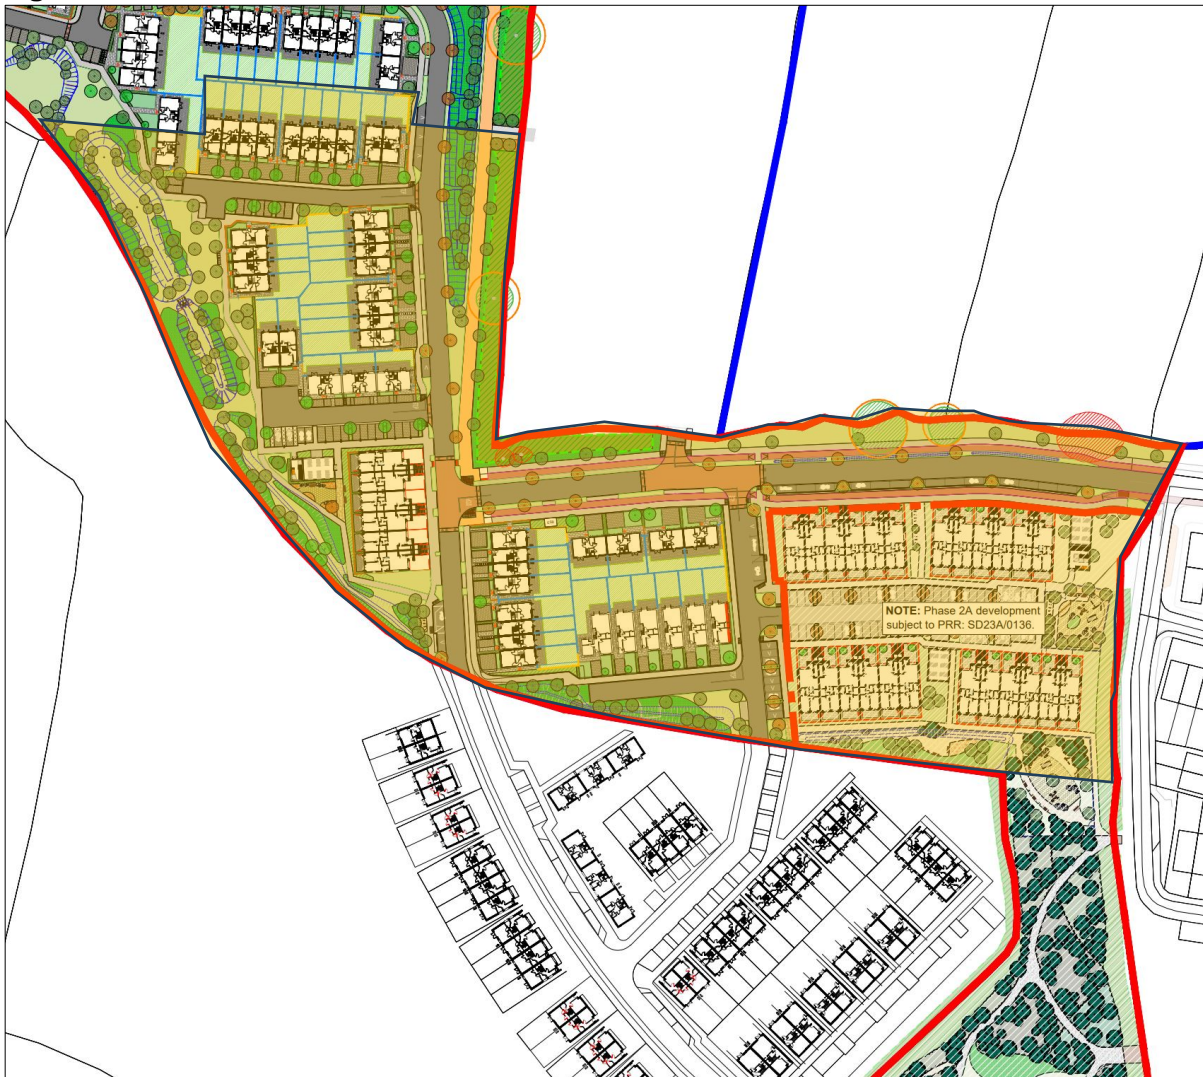 NOTE: Phase 2A development
subject to PRR: SD23A/0136.